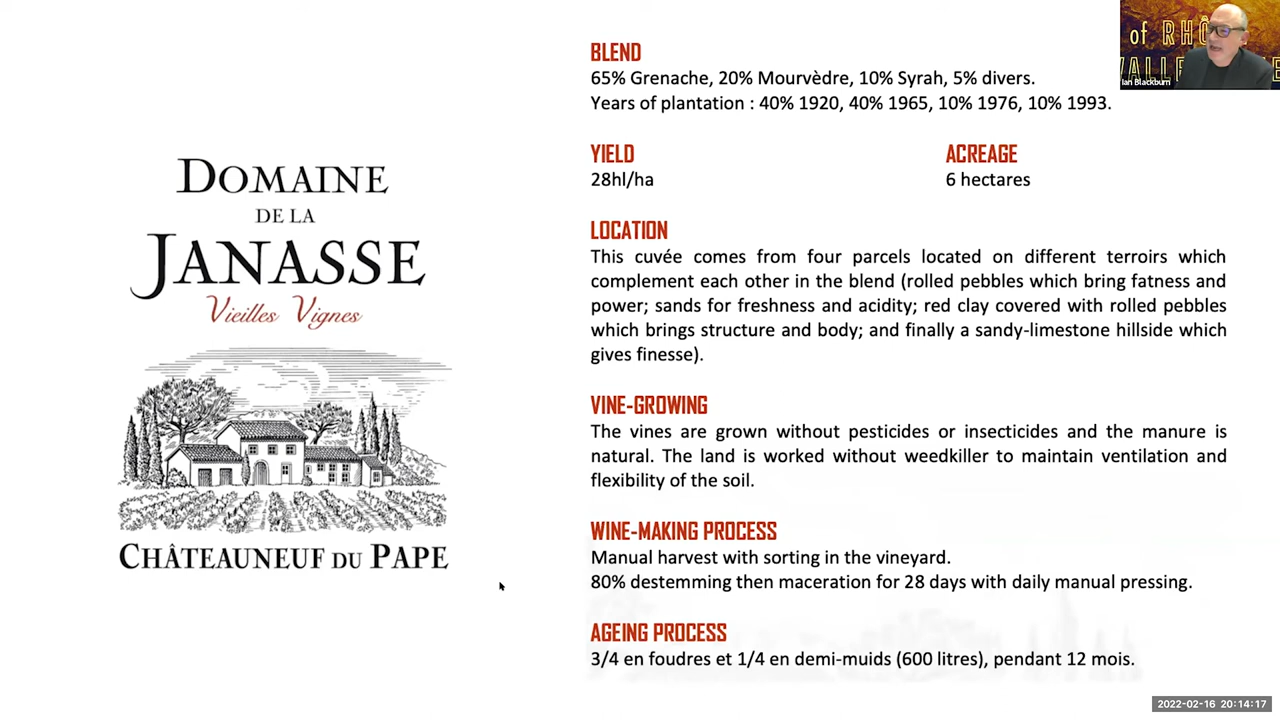 DOMAINE
DE LA
JANASSE
Vieilles Vignes
CHÂTEAUNEUF DU PAPE
BLEND
65% Grenache, 20% Mourvèdre, 10% Syrah, 5% divers.
Years of plantation : 40% 1920, 40% 1965, 10% 1976, 10% 1993.
YIELD
28hl/ha
ACREAGE
6 hectares
LOCATION
This cuvée comes from four parcels located on different terroirs which
complement each other in the blend (rolled pebbles which bring fatness and
power; sands for freshness and acidity; red clay covered with rolled pebbles
which brings structure and body; and finally a sandy-limestone hillside which
gives finesse).
VINE-GROWING
The vines are grown without pesticides or insecticides and the manure is
natural. The land is worked without weedkiller to maintain ventilation and
flexibility of the soil.
WINE-MAKING PROCESS
Manual harvest with sorting in the vineyard.
80% destemming then maceration for 28 days with daily manual pressing.
AGEING PROCESS
3/4 en foudres et 1/4 en demi-muids (600 litres), pendant 12 mois.
of RHÔ
VALLE
Ian Blackburn
2022-02-16 20:14:17